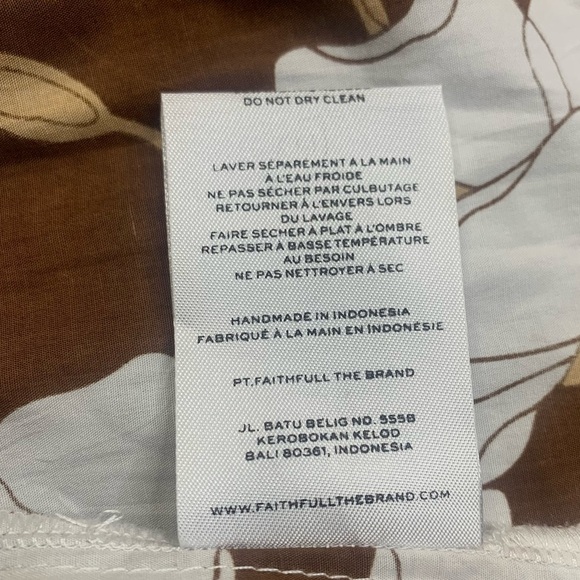 DO NOT DRY CLEAN
LAVER SÉPAREMENT À LA MAIN
À L'EAU FROIDE
NE PAS SÉCHER PAR CULBUTAGE
RETOURNER À L'ENVERS LORS
DU LAVAGE
FAIRE SÉCHER À PLAT À L'OMBRE
REPASSER À BASSE TEMPÉRATURE
AU BESOIN
NE PAS NETTROYER À SEC
HANDMADE IN INDONESIA
FABRIQUÉ À LA MAIN EN INDONÉSIE
PT.FAITHFULL THE BRAND
JL. BATU BELIG NO. 555B
KEROBOKAN KELOD
BALI 80361, INDONESIA
WWW.FAITHFULLTHEBRAND.COM